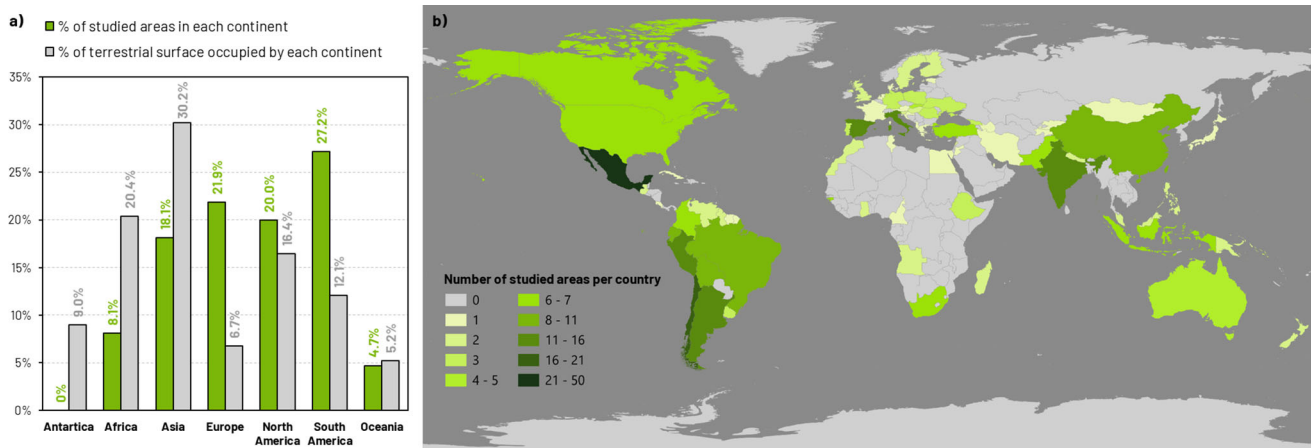 a)
% of studied areas in each continent
% of terrestrial surface occupied by each continent
35%
30%
25%
20%
15%
10%
5%
0%
0%
9.0%
8.1%
20.4%
18.1%
30.2%
21.9%
6.7%
20.0%
16.4%
27.2%
12.1%
4.7%
5.2%
Antartica
Africa
Asia
Europe
North
America
South
America
Oceania
b)
Number of studied areas per country
0
1
2
3
4 - 5
6 - 7
8 - 11
11 - 16
16 - 21
21 - 50